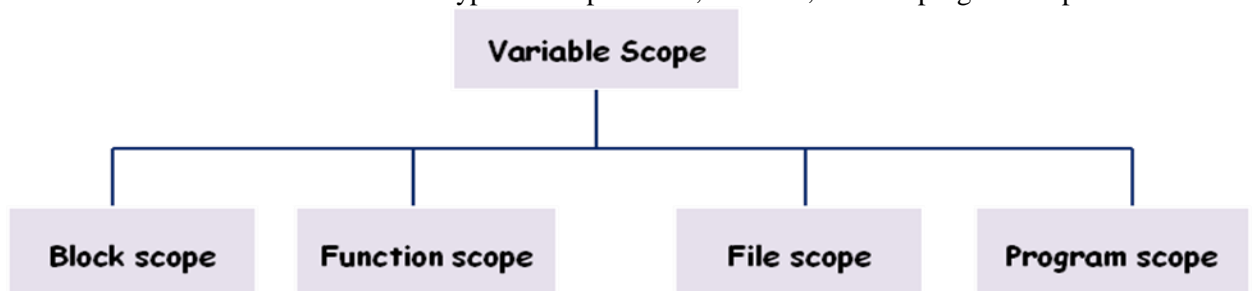 Variable Scope
Block scope
Function scope
File scope
Program scope